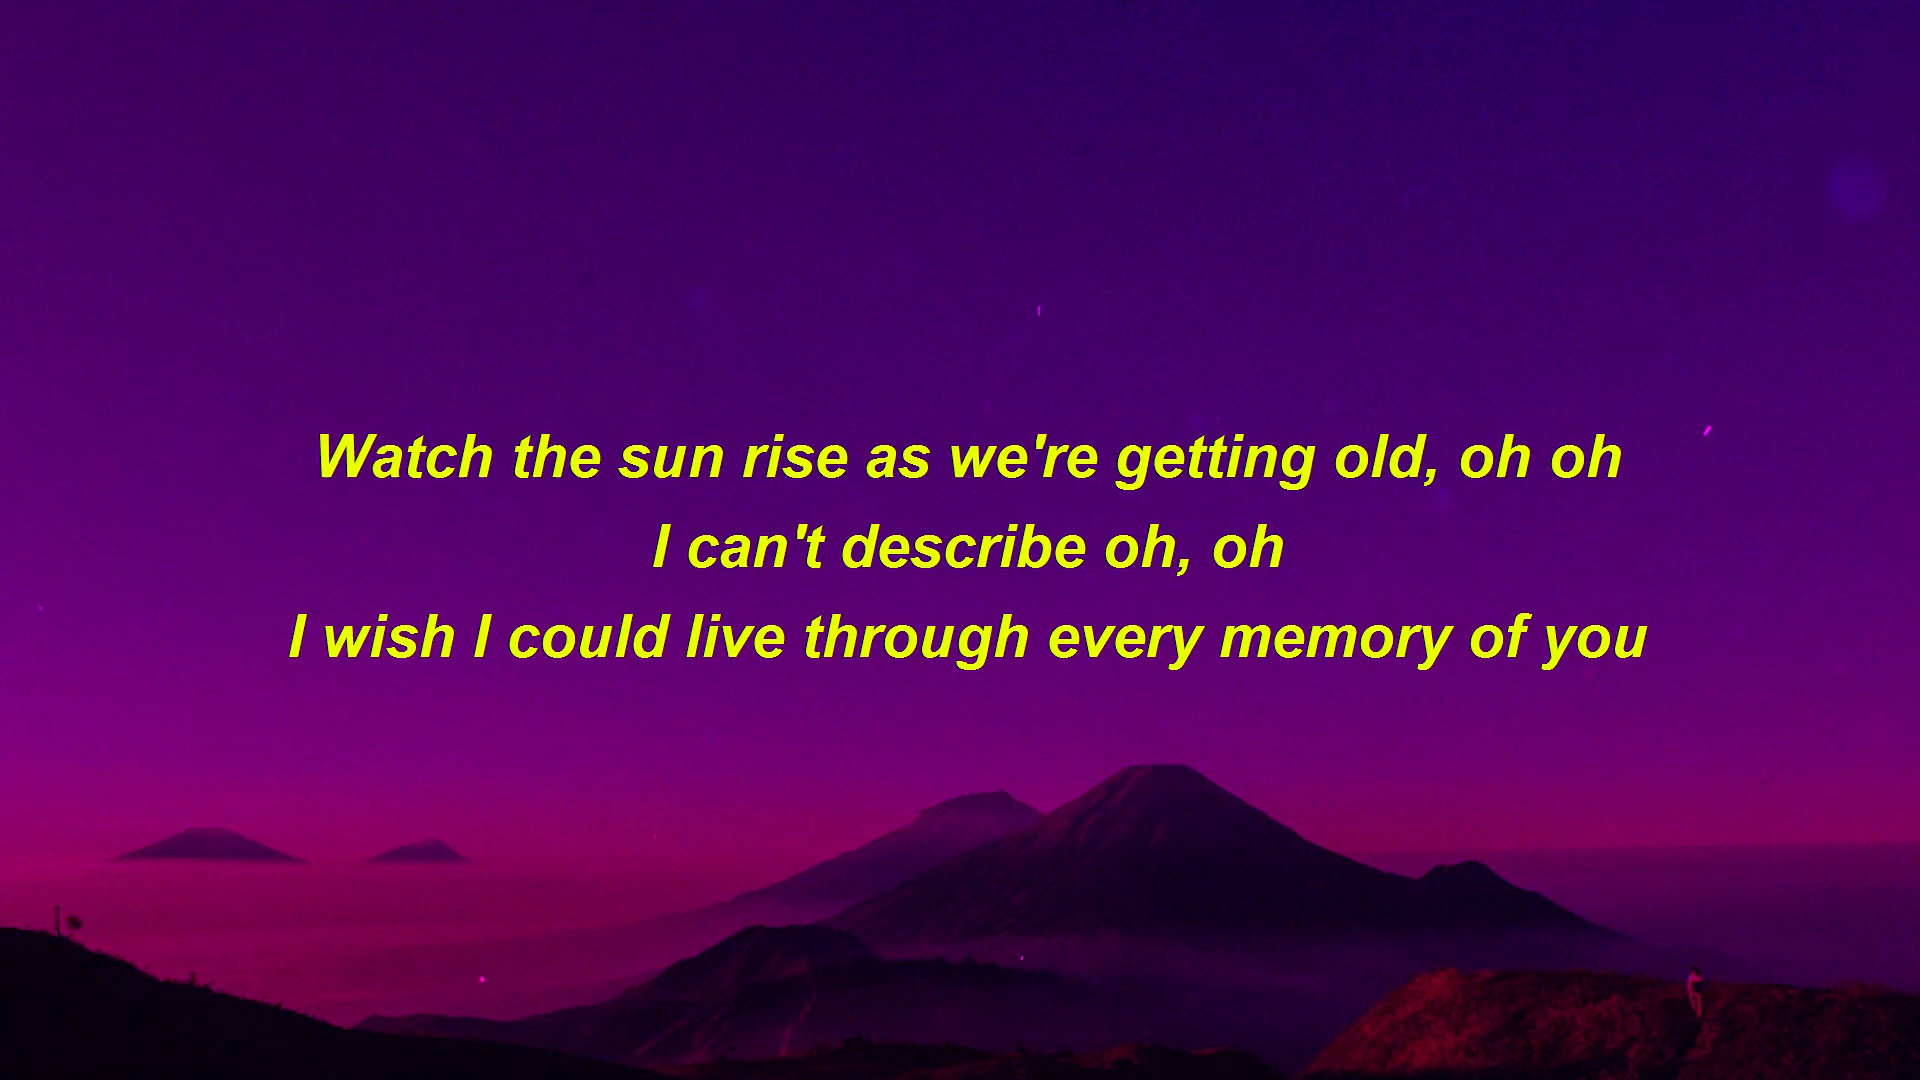 Watch the sun rise as we're getting old, oh oh
I can't describe oh, oh
I wish I could live through every memory of you